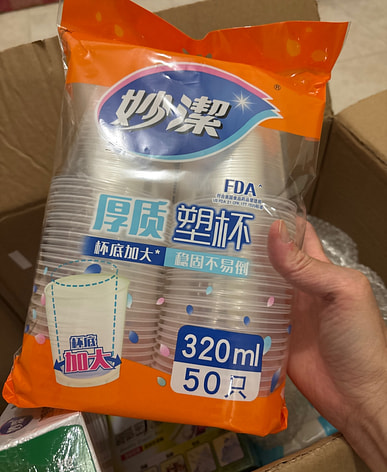 妙潔
®
FDA^
厚质塑杯
杯底加大*
稳固不易倒
杯底
加大
320ml
50只